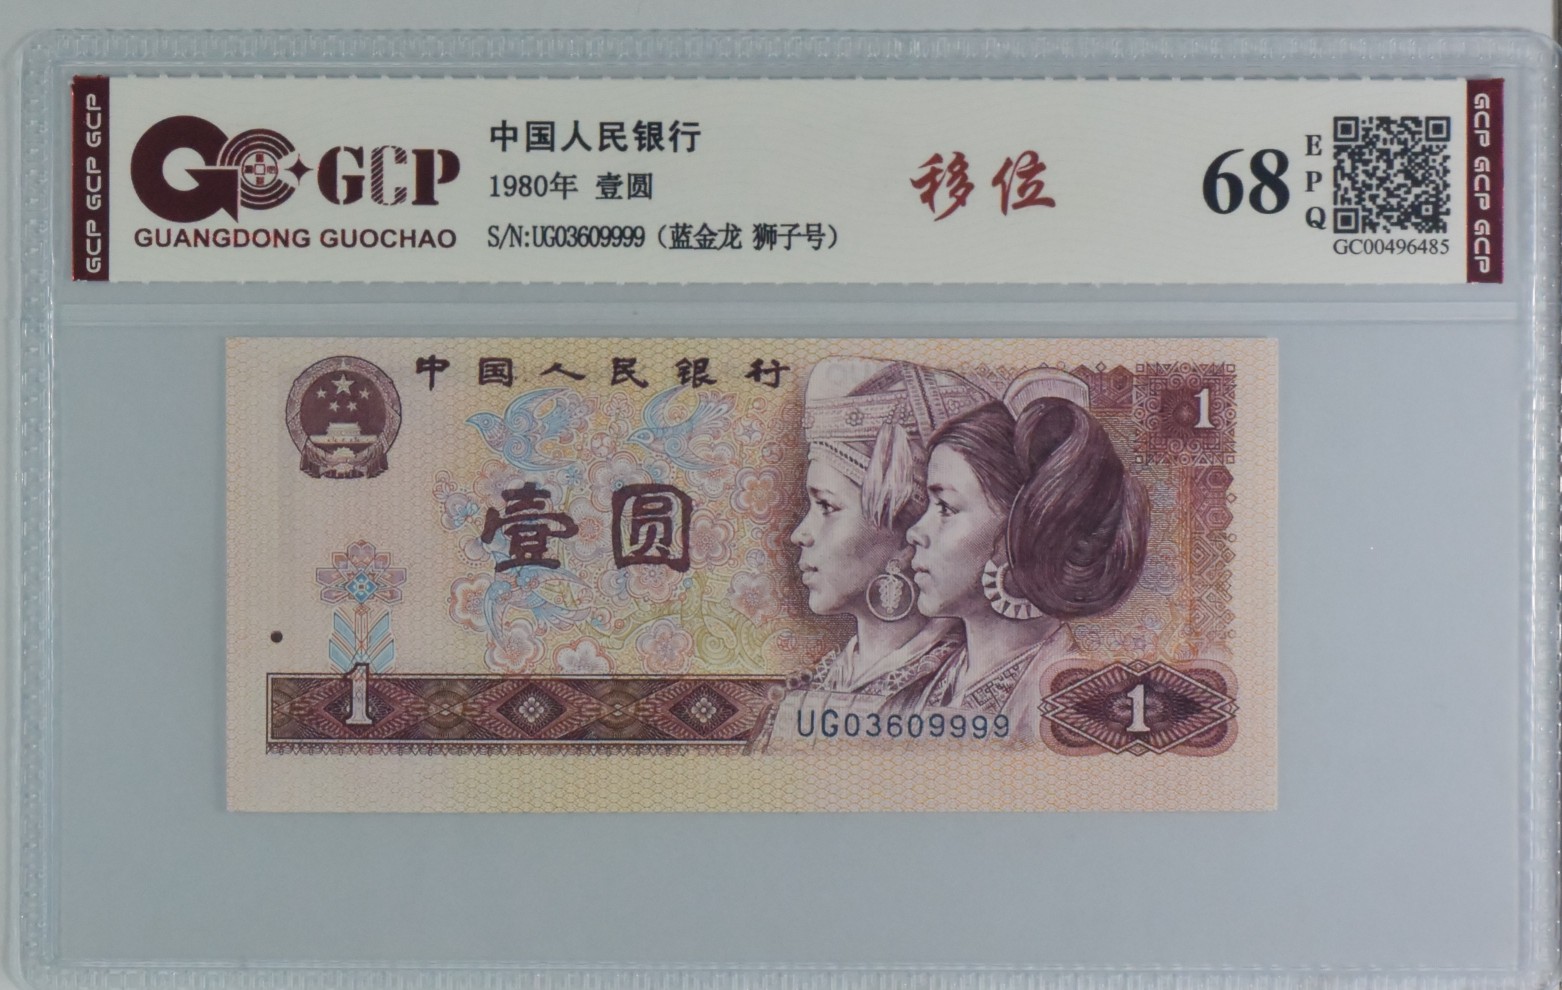 GCP GCP GCP
GCP
GUANGDONG GUOCHAO
中国人民银行
1980年 壹圆
S/N:UG03609999（蓝金龙 狮子号）
移位
68
EPQ
GC00496485
GCP GCP GCP
中国人民银行
1
壹圆
1
UG03609999
1